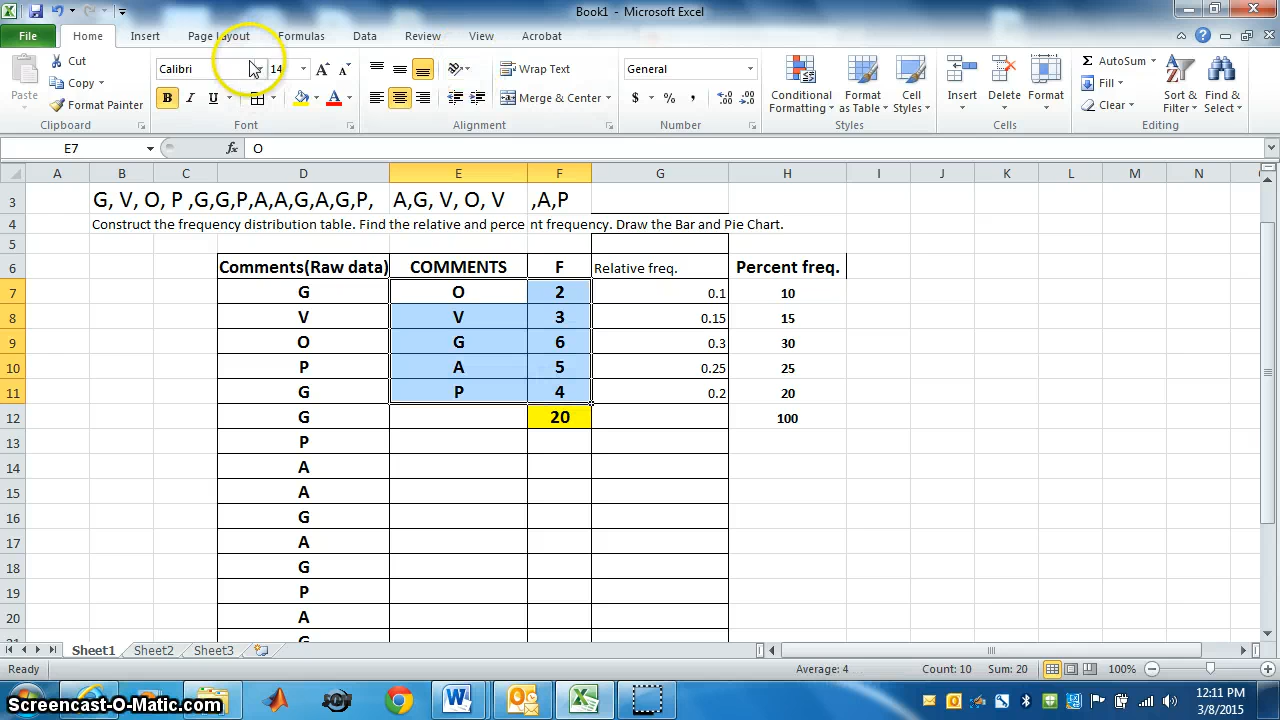 Book1 - Microsoft Excel
File Home Insert Page Layout Formulas Data Review View Acrobat
Paste Cut Copy Format Painter Clipboard
Calibri 14 B I U Font
Wrap Text Merge & Center Alignment
General $ % , .0 .00 .00 .0 Number
Conditional Formatting Format as Table Cell Styles Styles
Insert Delete Format Cells
Σ AutoSum Fill Clear Sort & Filter Find & Select Editing
E7 fx O
A B C D E F G H I J K L M N
3 G, V, O, P ,G,G,P,A,A,G,A,G,P, A,G, V, O, V ,A,P
4 Construct the frequency distribution table. Find the relative and perce nt frequency. Draw the Bar and Pie Chart.
5
6 Comments(Raw data) COMMENTS F Relative freq. Percent freq.
7 G O 2 0.1 10
8 V V 3 0.15 15
9 O G 6 0.3 30
10 P A 5 0.25 25
11 G P 4 0.2 20
12 G 20 100
13 P
14 A
15 A
16 G
17 A
18 G
19 P
20 A
Sheet1 Sheet2 Sheet3
Ready Average: 4 Count: 10 Sum: 20 100%
Screencast-O-Matic.com
12:11 PM
3/8/2015